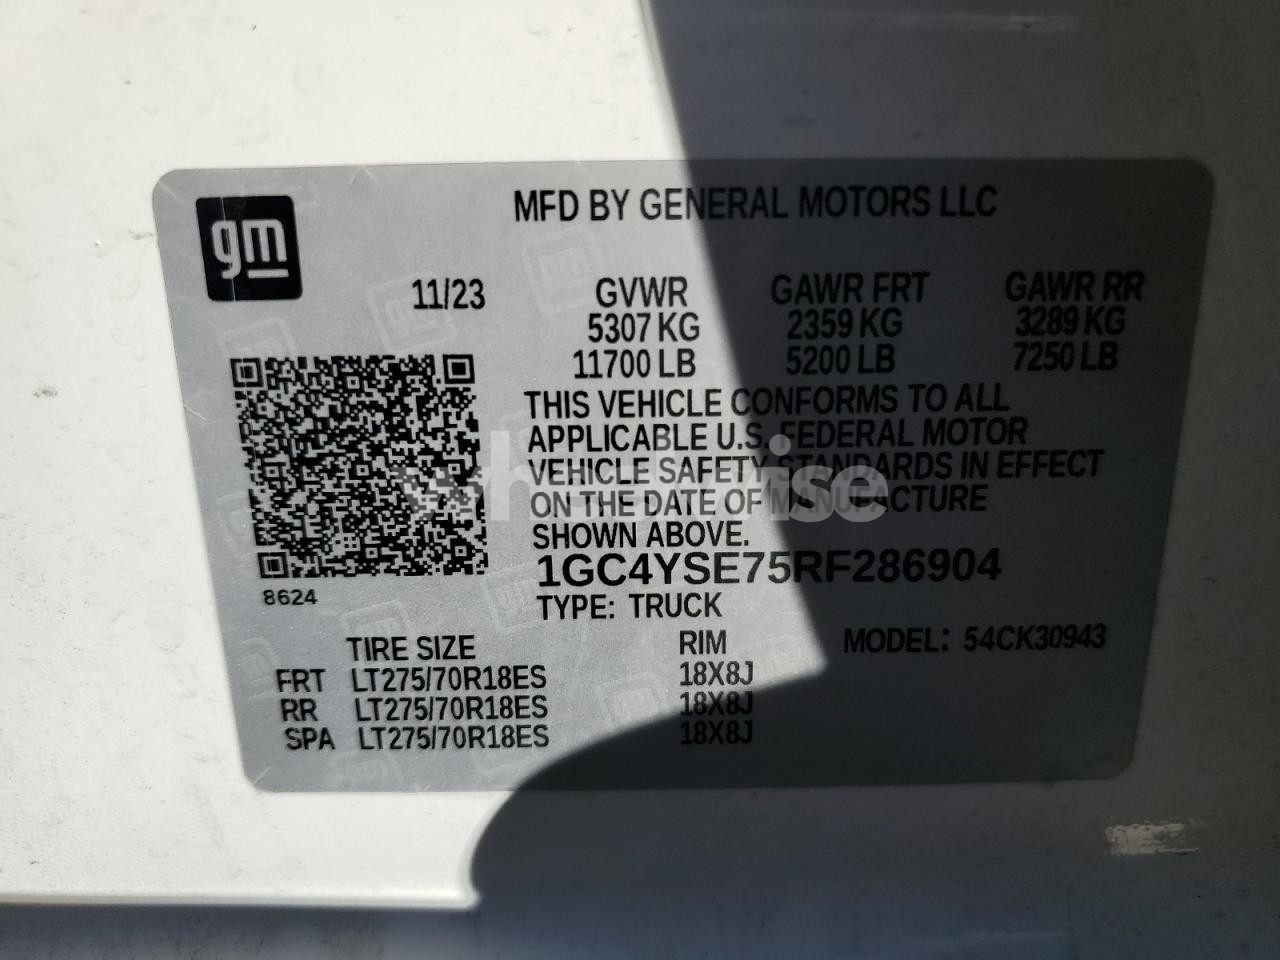 gm
MFD BY GENERAL MOTORS LLC
11/23
GVWR GAWR FRT GAWR RR
5307 KG 2359 KG 3289 KG
11700 LB 5200 LB 7250 LB
THIS VEHICLE CONFORMS TO ALL
APPLICABLE U.S. FEDERAL MOTOR
VEHICLE SAFETY STANDARDS IN EFFECT
ON THE DATE OF MANUFACTURE
SHOWN ABOVE.
1GC4YSE75RF286904
8624
TYPE: TRUCK
TIRE SIZE RIM MODEL: 54CK30943
FRT LT275/70R18ES 18X8J
RR LT275/70R18ES 18X8J
SPA LT275/70R18ES 18X8J